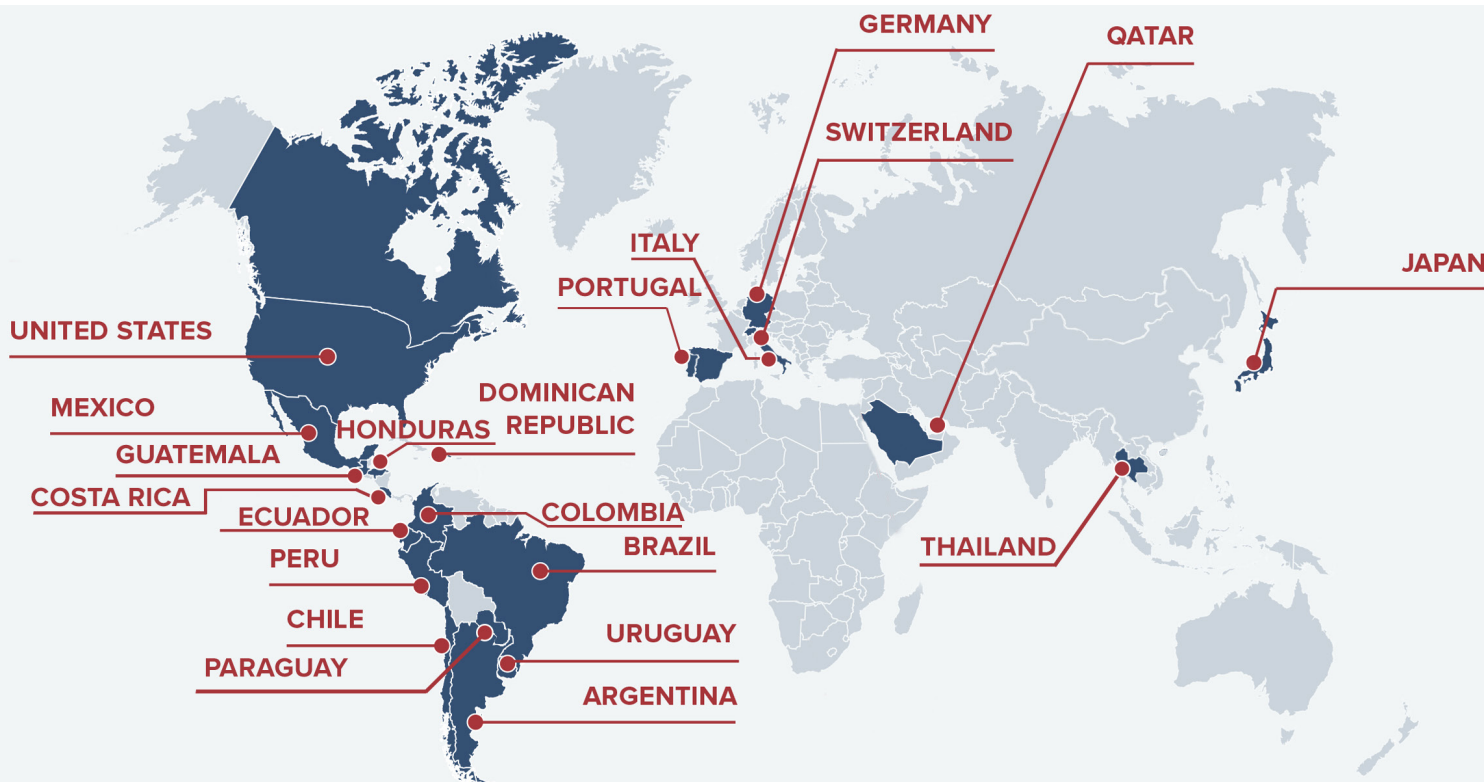 GERMANY
QATAR
SWITZERLAND
ITALY
JAPAN
PORTUGAL
UNITED STATES
DOMINICAN
REPUBLIC
MEXICO
HONDURAS
GUATEMALA
COSTA RICA
ECUADOR
COLOMBIA
BRAZIL
THAILAND
PERU
CHILE
URUGUAY
PARAGUAY
ARGENTINA